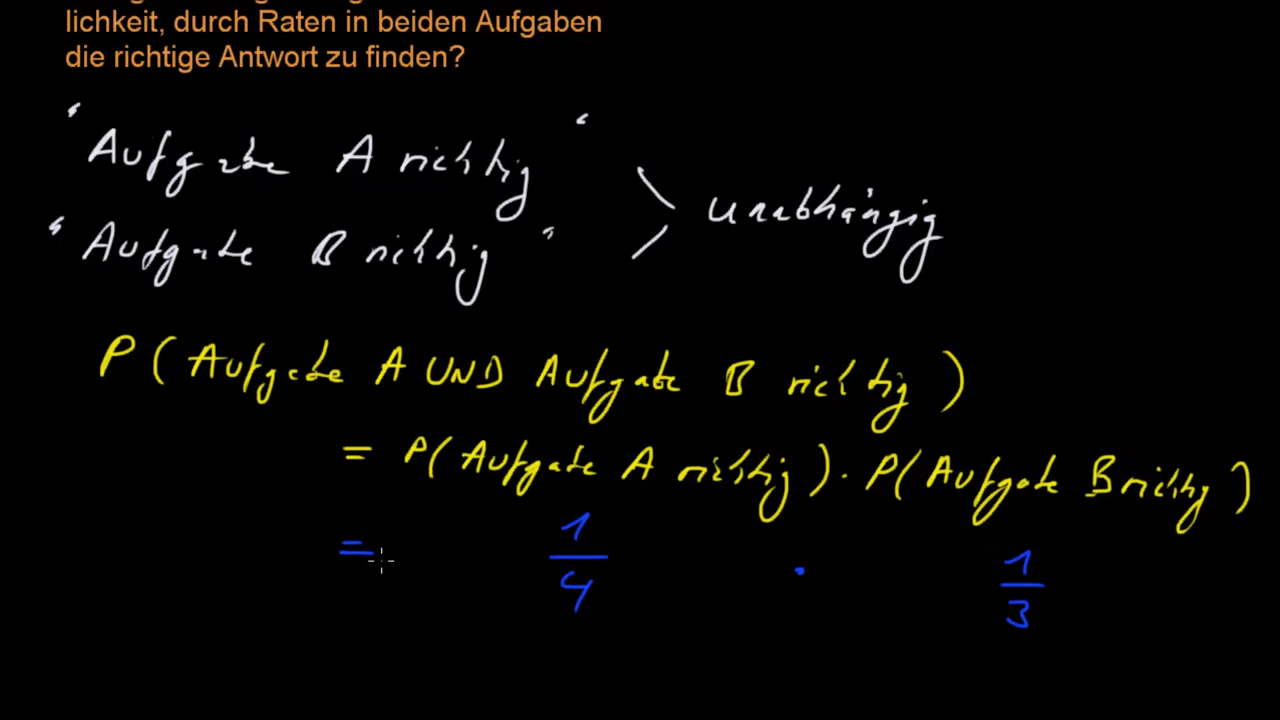 lichkeit, durch Raten in beiden Aufgaben
die richtige Antwort zu finden?
"Aufgabe A richtig"
"Aufgabe B richtig"
> unabhängig
P(Aufgabe A UND Aufgabe B richtig)
= P(Aufgabe A richtig) · P(Aufgabe B richtig)
= 1/4 · 1/3